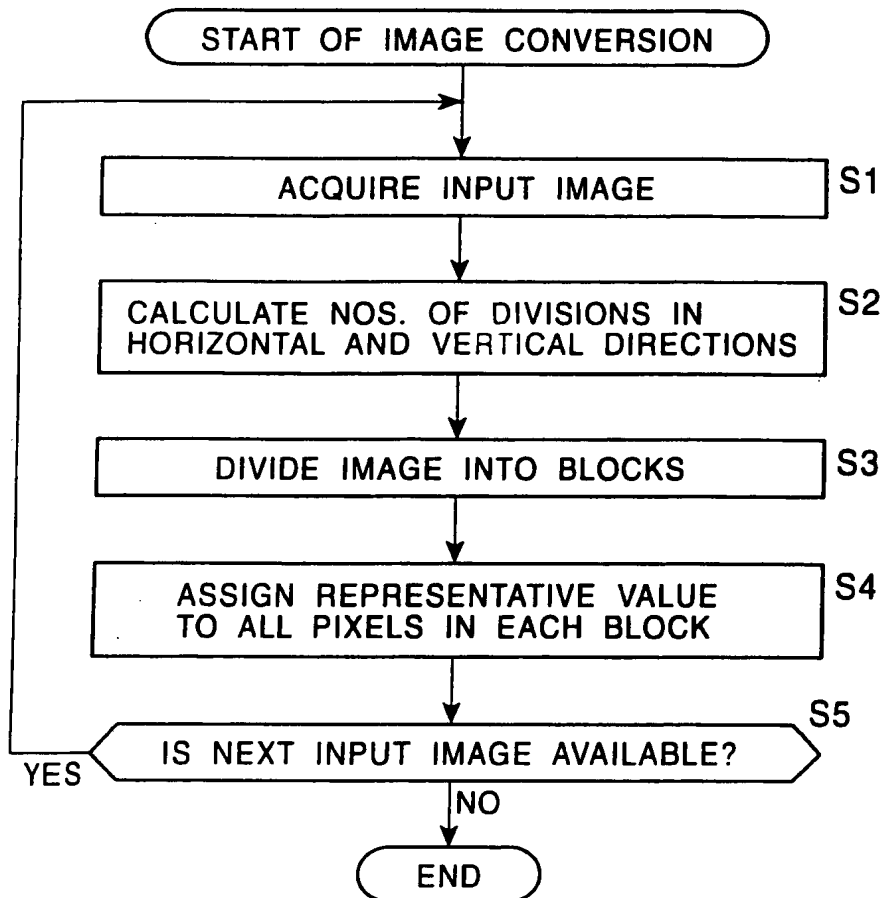 START OF IMAGE CONVERSION
ACQUIRE INPUT IMAGE
S1
CALCULATE NOS. OF DIVISIONS IN
HORIZONTAL AND VERTICAL DIRECTIONS
S2
DIVIDE IMAGE INTO BLOCKS
S3
ASSIGN REPRESENTATIVE VALUE
TO ALL PIXELS IN EACH BLOCK
S4
S5
IS NEXT INPUT IMAGE AVAILABLE?
YES
NO
END